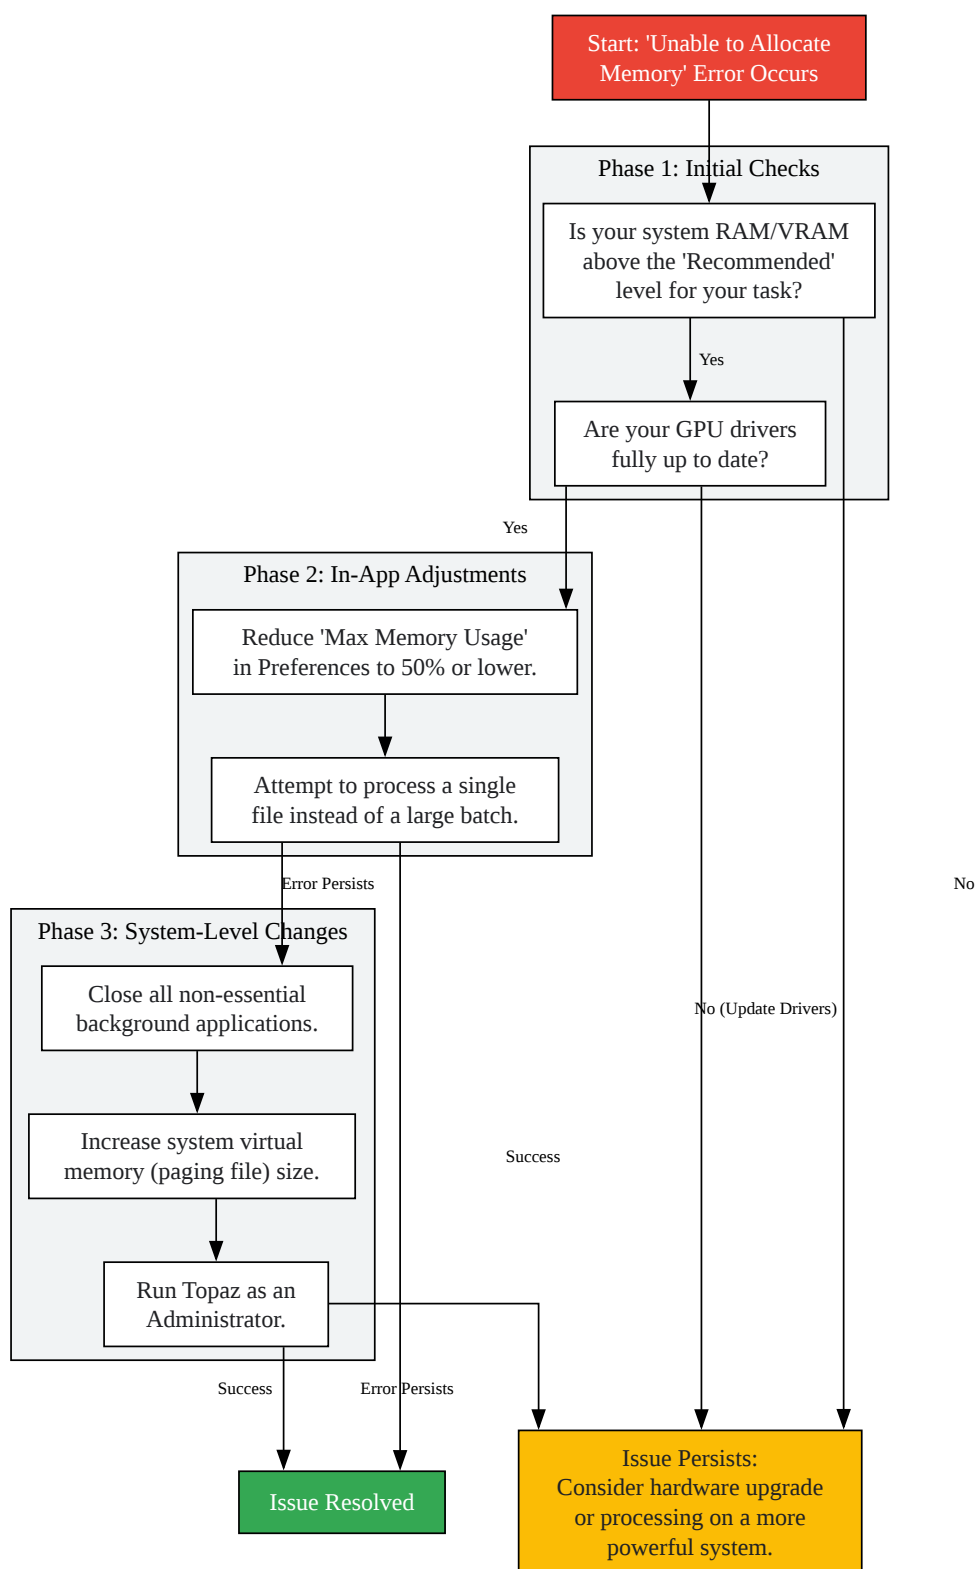 Start: 'Unable to Allocate
Memory' Error Occurs
Phase 1: Initial Checks
Is your system RAM/VRAM
above the 'Recommended'
level for your task?
Yes
Are your GPU drivers
fully up to date?
Yes
Phase 2: In-App Adjustments
Reduce 'Max Memory Usage'
in Preferences to 50% or lower.
Attempt to process a single
file instead of a large batch.
Error Persists
No
Phase 3: System-Level Changes
Close all non-essential
background applications.
No (Update Drivers)
Increase system virtual
memory (paging file) size.
Success
Run Topaz as an
Administrator.
Success
Error Persists
Issue Resolved
Issue Persists:
Consider hardware upgrade
or processing on a more
powerful system.